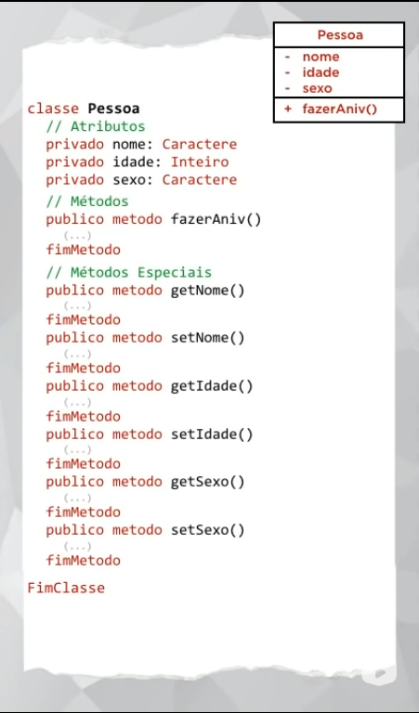 Pessoa
- nome
- idade
- sexo
+ fazerAniv()
classe Pessoa
// Atributos
privado nome: Caractere
privado idade: Inteiro
privado sexo: Caractere
// Métodos
publico metodo fazerAniv()
(...)
fimMetodo
// Métodos Especiais
publico metodo getNome()
(...)
fimMetodo
publico metodo setNome()
(...)
fimMetodo
publico metodo getIdade()
(...)
fimMetodo
publico metodo setIdade()
(...)
fimMetodo
publico metodo getSexo()
(...)
fimMetodo
publico metodo setSexo()
(...)
fimMetodo
FimClasse